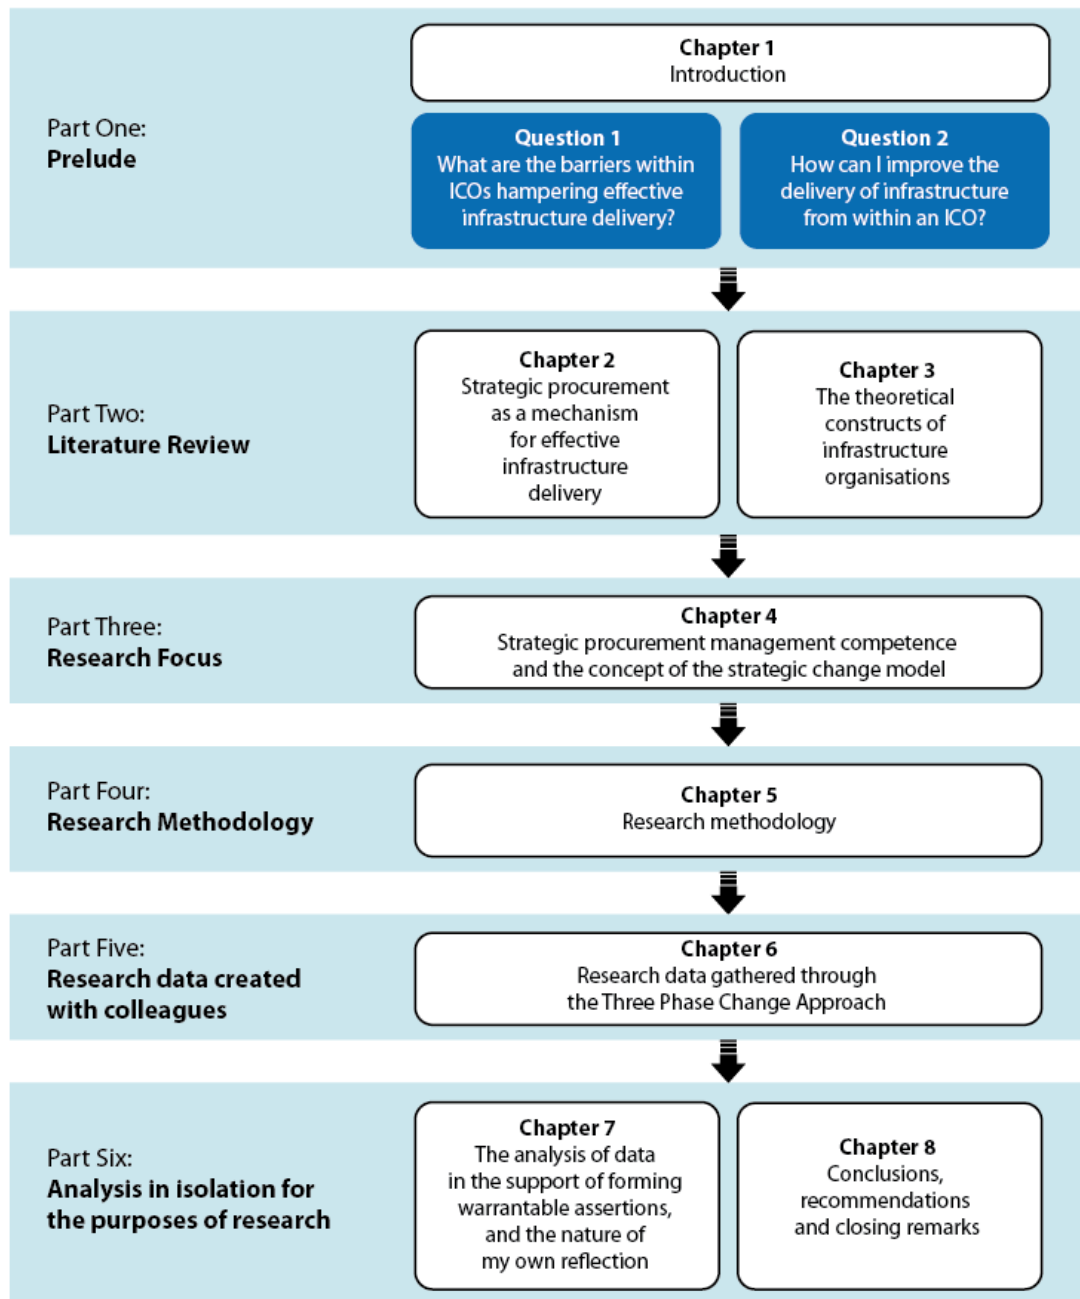 Part One:
Prelude
Chapter 1
Introduction
Question 1
What are the barriers within
ICOs hampering effective
infrastructure delivery?
Question 2
How can I improve the
delivery of infrastructure
from within an ICO?
Part Two:
Literature Review
Chapter 2
Strategic procurement
as a mechanism
for effective
infrastructure
delivery
Chapter 3
The theoretical
constructs of
infrastructure
organisations
Part Three:
Research Focus
Chapter 4
Strategic procurement management competence
and the concept of the strategic change model
Part Four:
Research Methodology
Chapter 5
Research methodology
Part Five:
Research data created
with colleagues
Chapter 6
Research data gathered through
the Three Phase Change Approach
Part Six:
Analysis in isolation for
the purposes of research
Chapter 7
The analysis of data
in the support of forming
warrantable assertions,
and the nature of
my own reflection
Chapter 8
Conclusions,
recommendations
and closing remarks